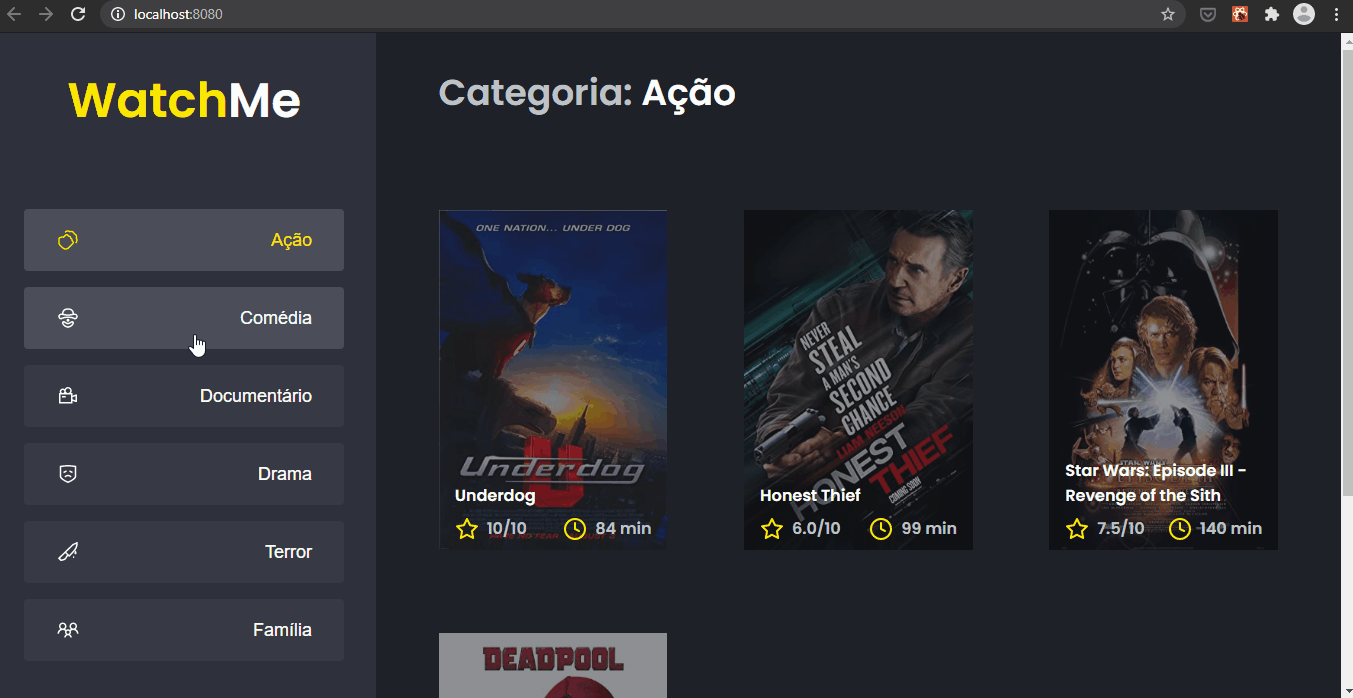 localhost:8080
WatchMe
Ação
Comédia
Documentário
Drama
Terror
Família
Categoria: Ação
ONE NATION... UNDER DOG
Underdog
Underdog
10/10 84 min
NEVER
STEAL
A MAN'S
SECOND
CHANCE
LIAM NEESON
HONEST
THIEF
COMING SOON
Honest Thief
6.0/10 99 min
STAR WARS
Star Wars: Episode III -
Revenge of the Sith
7.5/10 140 min
DEADPOOL